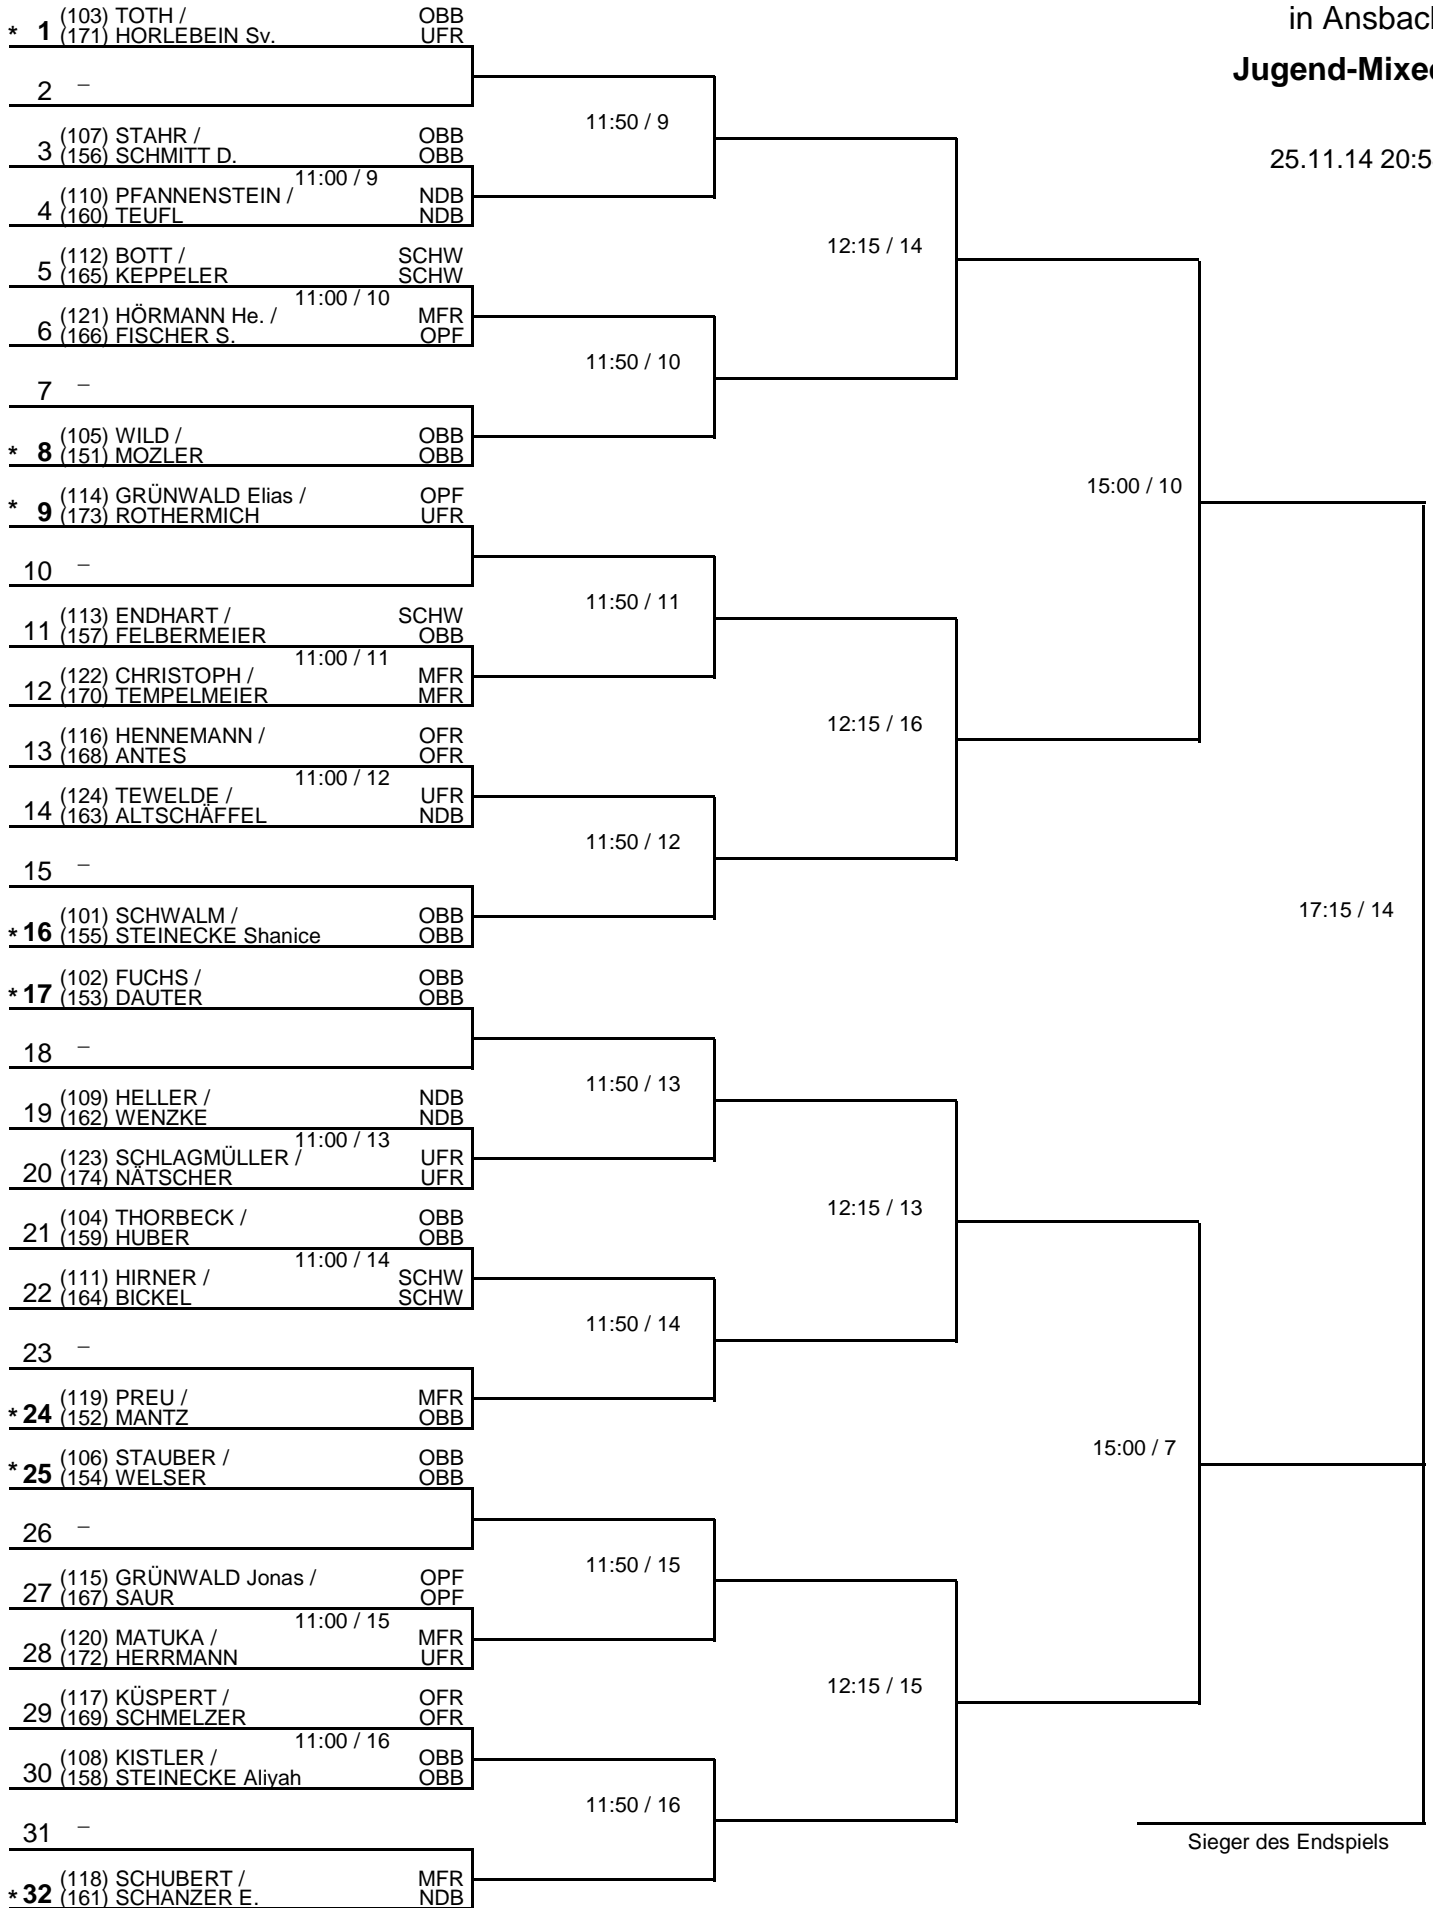 in Ansbach
Jugend-Mixed
25.11.14 20:5
* 1 (103) TOTH / OBB
(171) HORLEBEIN Sv. UFR
2 –
11:50 / 9
3 (107) STAHR / OBB
(156) SCHMITT D. OBB
11:00 / 9
4 (110) PFANNENSTEIN / NDB
(160) TEUFL NDB
12:15 / 14
5 (112) BOTT / SCHW
(165) KEPPELER SCHW
11:00 / 10
6 (121) HÖRMANN He. / MFR
(166) FISCHER S. OPF
11:50 / 10
7 –
* 8 (105) WILD / OBB
(151) MOZLER OBB
15:00 / 10
* 9 (114) GRÜNWALD Elias / OPF
(173) ROTHERMICH UFR
10 –
11:50 / 11
11 (113) ENDHART / SCHW
(157) FELBERMEIER OBB
11:00 / 11
12 (122) CHRISTOPH / MFR
(170) TEMPELMEIER MFR
12:15 / 16
13 (116) HENNEMANN / OFR
(168) ANTES OFR
11:00 / 12
14 (124) TEWELDE / UFR
(163) ALTSCHÄFFEL NDB
11:50 / 12
15 –
17:15 / 14
* 16 (101) SCHWALM / OBB
(155) STEINECKE Shanice OBB
* 17 (102) FUCHS / OBB
(153) DAUTER OBB
18 –
11:50 / 13
19 (109) HELLER / NDB
(162) WENZKE NDB
11:00 / 13
20 (123) SCHLAGMÜLLER / UFR
(174) NÄTSCHER UFR
12:15 / 13
21 (104) THORBECK / OBB
(159) HUBER OBB
11:00 / 14
22 (111) HIRNER / SCHW
(164) BICKEL SCHW
11:50 / 14
23 –
* 24 (119) PREU / MFR
(152) MANTZ OBB
15:00 / 7
* 25 (106) STAUBER / OBB
(154) WELSER OBB
26 –
11:50 / 15
27 (115) GRÜNWALD Jonas / OPF
(167) SAUR OPF
11:00 / 15
28 (120) MATUKA / MFR
(172) HERRMANN UFR
12:15 / 15
29 (117) KÜSPERT / OFR
(169) SCHMELZER OFR
11:00 / 16
30 (108) KISTLER / OBB
(158) STEINECKE Aliyah OBB
11:50 / 16
31 –
Sieger des Endspiels
* 32 (118) SCHUBERT / MFR
(161) SCHANZER E. NDB